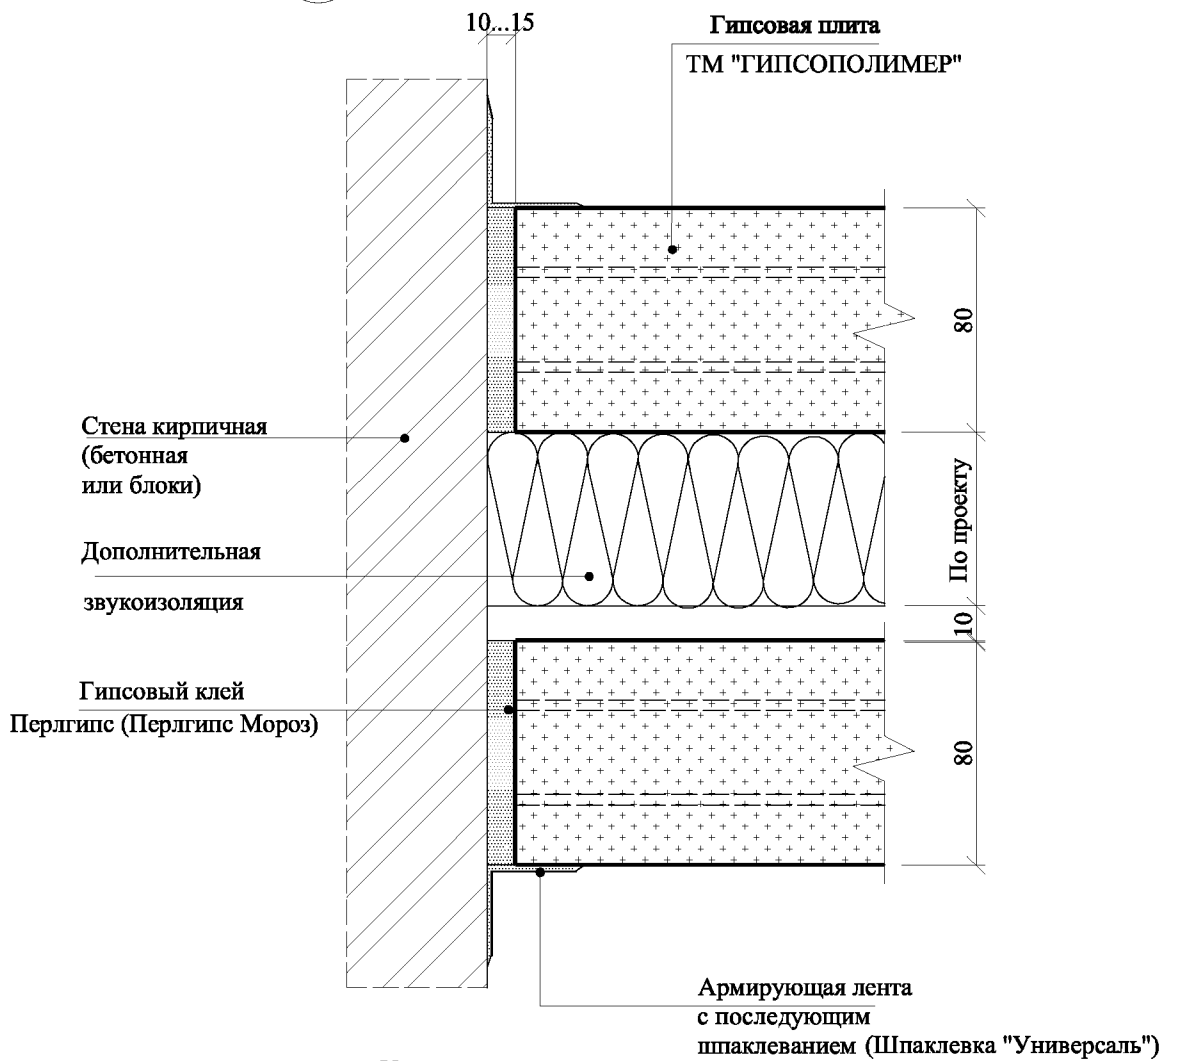 10...15
Гипсовая плита
ТМ "ГИПСОПОЛИМЕР"
80
Стена кирпичная
(бетонная
или блоки)
По проекту
Дополнительная
звукоизоляция
10
Гипсовый клей
Перлгипс (Перлгипс Мороз)
80
Армирующая лента
с последующим
шпаклеванием (Шпаклевка "Универсаль")